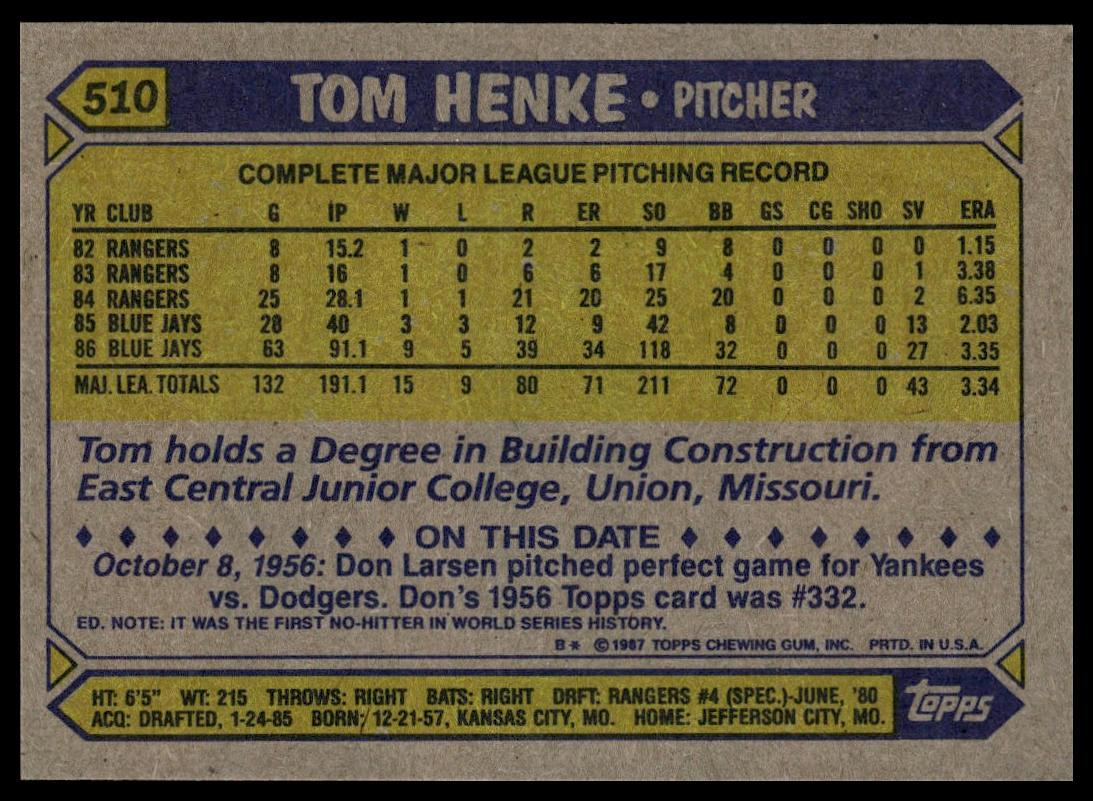 510 TOM HENKE • PITCHER
COMPLETE MAJOR LEAGUE PITCHING RECORD
YR CLUB G IP W L R ER SO BB GS CG SHO SV ERA
82 RANGERS 8 15.2 1 0 2 2 9 8 0 0 0 0 1.15
83 RANGERS 8 16 1 0 6 6 17 4 0 0 0 1 3.38
84 RANGERS 25 28.1 1 1 21 20 25 20 0 0 0 2 6.35
85 BLUE JAYS 28 40 3 3 12 9 42 8 0 0 0 13 2.03
86 BLUE JAYS 63 91.1 9 5 39 34 118 32 0 0 0 27 3.35
MAJ. LEA. TOTALS 132 191.1 15 9 80 71 211 72 0 0 0 43 3.34
Tom holds a Degree in Building Construction from
East Central Junior College, Union, Missouri.
♦ ♦ ♦ ♦ ♦ ♦ ♦ ♦ ON THIS DATE ♦ ♦ ♦ ♦ ♦ ♦ ♦ ♦
October 8, 1956: Don Larsen pitched perfect game for Yankees
vs. Dodgers. Don's 1956 Topps card was #332.
ED. NOTE: IT WAS THE FIRST NO-HITTER IN WORLD SERIES HISTORY.
B* © 1987 TOPPS CHEWING GUM, INC. PRTD. IN U.S.A.
HT: 6'5" WT: 215 THROWS: RIGHT BATS: RIGHT DRFT: RANGERS #4 (SPEC.)-JUNE, '80
ACQ: DRAFTED, 1-24-85 BORN: 12-21-57, KANSAS CITY, MO. HOME: JEFFERSON CITY, MO.
topps